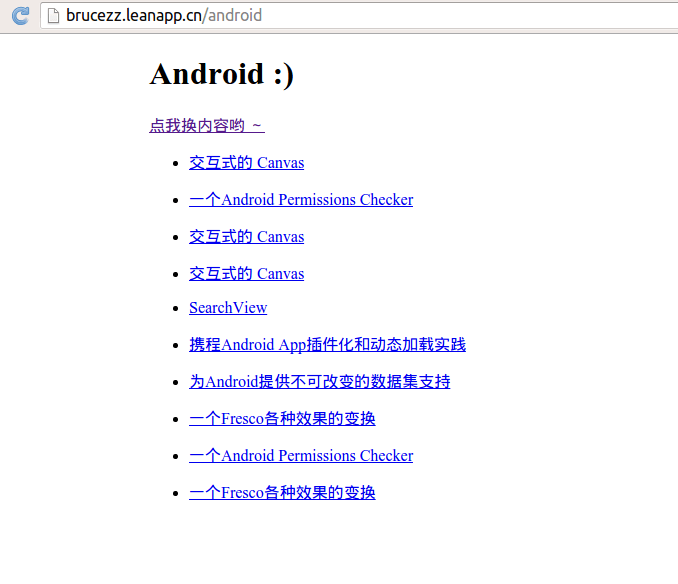 brucezz.leanapp.cn/android
Android :)
点我换内容哟 ~
交互式的 Canvas
一个Android Permissions Checker
交互式的 Canvas
交互式的 Canvas
SearchView
携程Android App插件化和动态加载实践
为Android提供不可改变的数据集支持
一个Fresco各种效果的变换
一个Android Permissions Checker
一个Fresco各种效果的变换